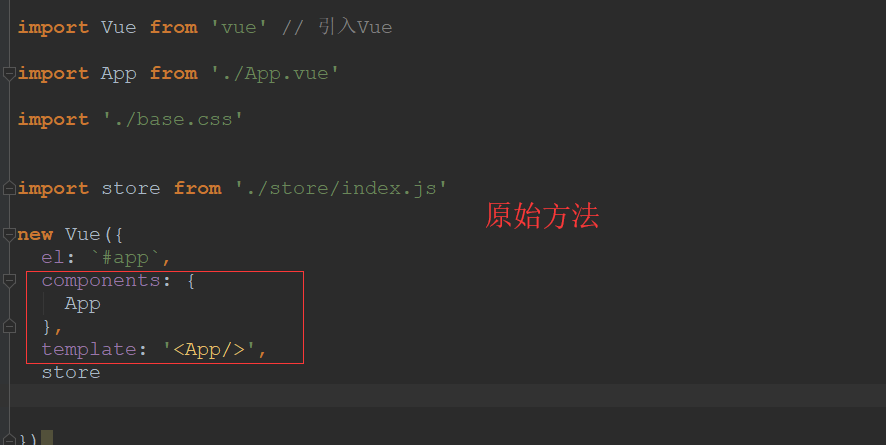 import Vue from 'vue' // 引入Vue
import App from './App.vue'
import './base.css'
import store from './store/index.js'
原始方法
new Vue({
el: `#app`,
components: {
App
},
template: '<App/>',
store
})